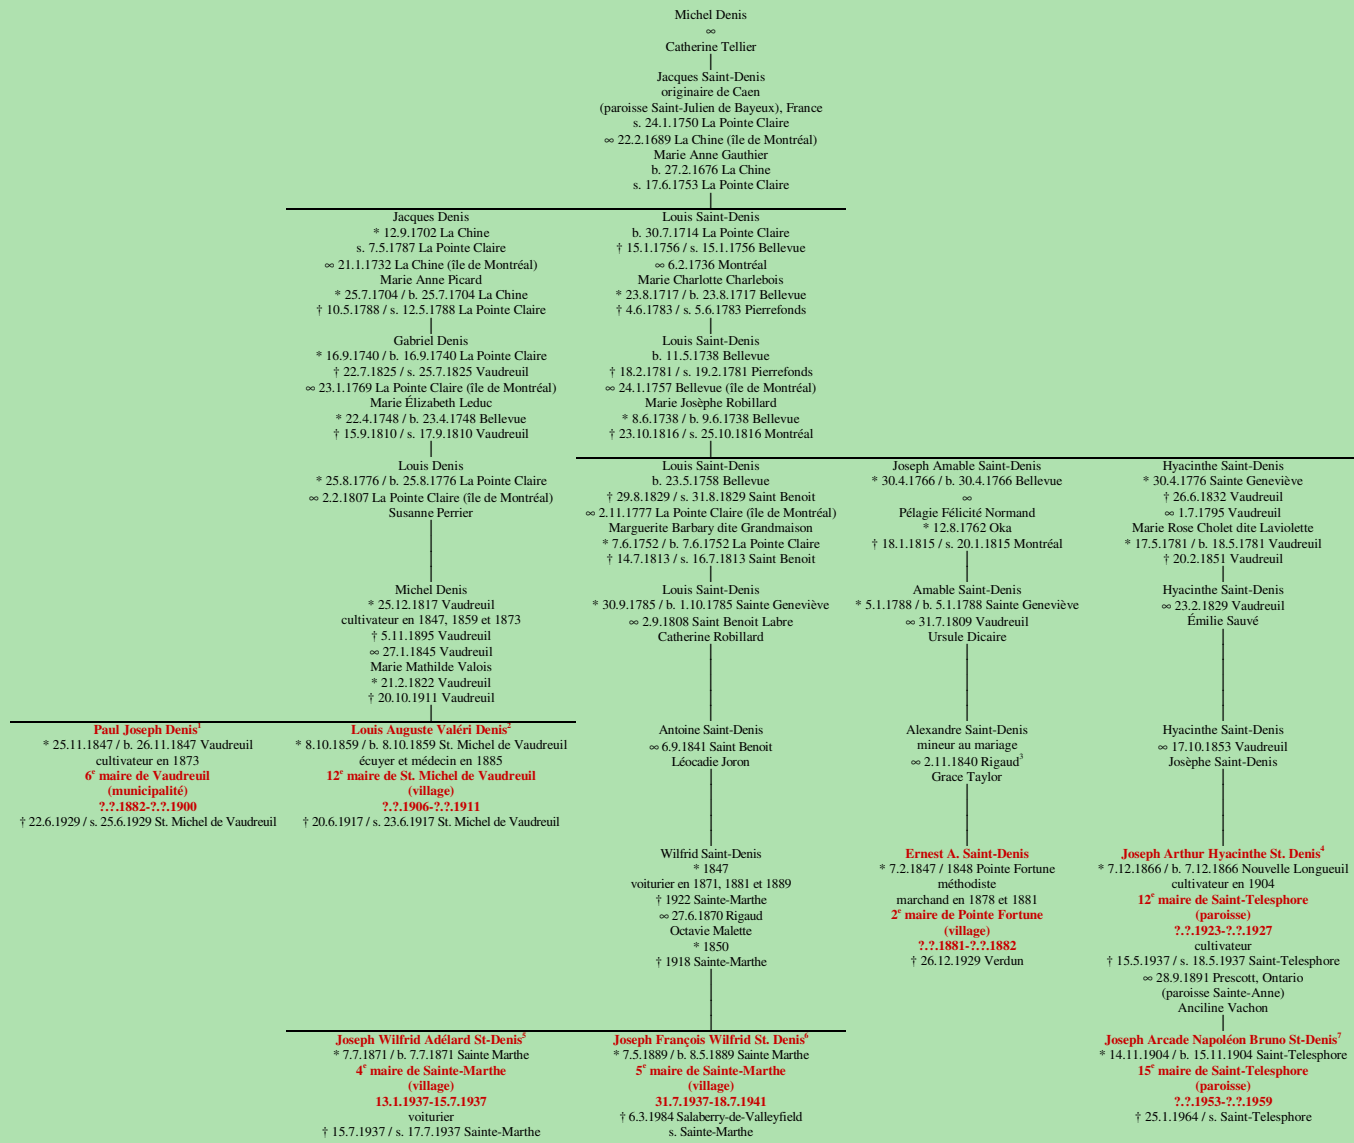 Michel Denis
∞
Catherine Tellier
Jacques Saint-Denis
originaire de Caen
(paroisse Saint-Julien de Bayeux), France
s. 24.1.1750 La Pointe Claire
∞ 22.2.1689 La Chine (île de Montréal)
Marie Anne Gauthier
b. 27.2.1676 La Chine
s. 17.6.1753 La Pointe Claire
Jacques Denis
* 12.9.1702 La Chine
s. 7.5.1787 La Pointe Claire
∞ 21.1.1732 La Chine (île de Montréal)
Marie Anne Picard
* 25.7.1704 / b. 25.7.1704 La Chine
† 10.5.1788 / s. 12.5.1788 La Pointe Claire
Louis Saint-Denis
b. 30.7.1714 La Pointe Claire
† 15.1.1756 / s. 15.1.1756 Bellevue
∞ 6.2.1736 Montréal
Marie Charlotte Charlebois
* 23.8.1717 / b. 23.8.1717 Bellevue
† 4.6.1783 / s. 5.6.1783 Pierrefonds
Gabriel Denis
* 16.9.1740 / b. 16.9.1740 La Pointe Claire
† 22.7.1825 / s. 25.7.1825 Vaudreuil
∞ 23.1.1769 La Pointe Claire (île de Montréal)
Marie Élizabeth Leduc
* 22.4.1748 / b. 23.4.1748 Bellevue
† 15.9.1810 / s. 17.9.1810 Vaudreuil
Louis Saint-Denis
b. 11.5.1738 Bellevue
† 18.2.1781 / s. 19.2.1781 Pierrefonds
∞ 24.1.1757 Bellevue (île de Montréal)
Marie Josèphe Robillard
* 8.6.1738 / b. 9.6.1738 Bellevue
† 23.10.1816 / s. 25.10.1816 Montréal
Louis Denis
* 25.8.1776 / b. 25.8.1776 La Pointe Claire
∞ 2.2.1807 La Pointe Claire (île de Montréal)
Susanne Perrier
Louis Saint-Denis
b. 23.5.1758 Bellevue
† 29.8.1829 / s. 31.8.1829 Saint Benoit
∞ 2.11.1777 La Pointe Claire (île de Montréal)
Marguerite Barbary dite Grandmaison
* 7.6.1752 / b. 7.6.1752 La Pointe Claire
† 14.7.1813 / s. 16.7.1813 Saint Benoit
Joseph Amable Saint-Denis
* 30.4.1766 / b. 30.4.1766 Bellevue
∞
Pélagie Félicité Normand
* 12.8.1762 Oka
† 18.1.1815 / s. 20.1.1815 Montréal
Hyacinthe Saint-Denis
* 30.4.1776 Sainte Geneviève
† 26.6.1832 Vaudreuil
∞ 1.7.1795 Vaudreuil
Marie Rose Cholet dite Laviolette
* 17.5.1781 / b. 18.5.1781 Vaudreuil
† 20.2.1851 Vaudreuil
Michel Denis
* 25.12.1817 Vaudreuil
cultivateur en 1847, 1859 et 1873
† 5.11.1895 Vaudreuil
∞ 27.1.1845 Vaudreuil
Marie Mathilde Valois
* 21.2.1822 Vaudreuil
† 20.10.1911 Vaudreuil
Louis Saint-Denis
* 30.9.1785 / b. 1.10.1785 Sainte Geneviève
∞ 2.9.1808 Saint Benoit Labre
Catherine Robillard
Amable Saint-Denis
* 5.1.1788 / b. 5.1.1788 Sainte Geneviève
∞ 31.7.1809 Vaudreuil
Ursule Dicaire
Hyacinthe Saint-Denis
∞ 23.2.1829 Vaudreuil
Émilie Sauvé
Paul Joseph Denis¹
* 25.11.1847 / b. 26.11.1847 Vaudreuil
cultivateur en 1873
6ᵉ maire de Vaudreuil
(municipalité)
?.?.1882-?.?.1900
† 22.6.1929 / s. 25.6.1929 St. Michel de Vaudreuil
Louis Auguste Valéri Denis²
* 8.10.1859 / b. 8.10.1859 St. Michel de Vaudreuil
écuyer et médecin en 1885
12ᵉ maire de St. Michel de Vaudreuil
(village)
?.?.1906-?.?.1911
† 20.6.1917 / s. 23.6.1917 St. Michel de Vaudreuil
Antoine Saint-Denis
∞ 6.9.1841 Saint Benoit
Léocadie Joron
Alexandre Saint-Denis
mineur au mariage
∞ 2.11.1840 Rigaud³
Grace Taylor
Hyacinthe Saint-Denis
∞ 17.10.1853 Vaudreuil
Josèphe Saint-Denis
Wilfrid Saint-Denis
* 1847
voiturier en 1871, 1881 et 1889
† 1922 Sainte-Marthe
∞ 27.6.1870 Rigaud
Octavie Malette
* 1850
† 1918 Sainte-Marthe
Ernest A. Saint-Denis
* 7.2.1847 / 1848 Pointe Fortune
méthodiste
marchand en 1878 et 1881
2ᵉ maire de Pointe Fortune
(village)
?.?.1881-?.?.1882
† 26.12.1929 Verdun
Joseph Arthur Hyacinthe St. Denis⁴
* 7.12.1866 / b. 7.12.1866 Nouvelle Longueuil
cultivateur en 1904
12ᵉ maire de Saint-Telesphore
(paroisse)
?.?.1923-?.?.1927
cultivateur
† 15.5.1937 / s. 18.5.1937 Saint-Telesphore
∞ 28.9.1891 Prescott, Ontario
(paroisse Sainte-Anne)
Anciline Vachon
Joseph Wilfrid Adélard St-Denis⁵
* 7.7.1871 / b. 7.7.1871 Sainte Marthe
4ᵉ maire de Sainte-Marthe
(village)
13.1.1937-15.7.1937
voiturier
† 15.7.1937 / s. 17.7.1937 Sainte-Marthe
Joseph François Wilfrid St. Denis⁶
* 7.5.1889 / b. 8.5.1889 Sainte Marthe
5ᵉ maire de Sainte-Marthe
(village)
31.7.1937-18.7.1941
† 6.3.1984 Salaberry-de-Valleyfield
s. Sainte-Marthe
Joseph Arcade Napoléon Bruno St-Denis⁷
* 14.11.1904 / b. 15.11.1904 Saint-Telesphore
15ᵉ maire de Saint-Telesphore
(paroisse)
?.?.1953-?.?.1959
† 25.1.1964 / s. Saint-Telesphore